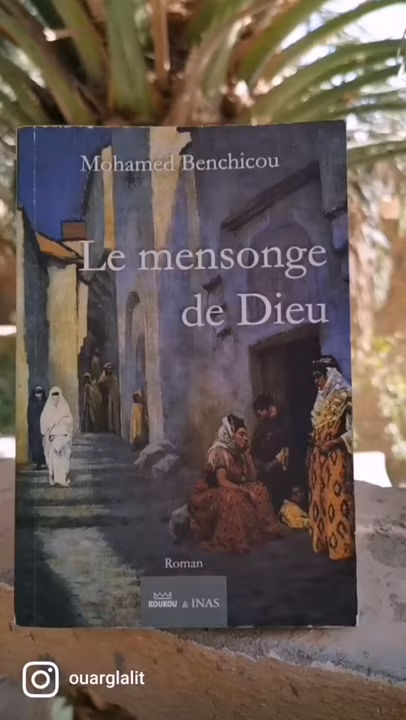 Mohamed Benchicou
Le mensonge
de Dieu
Roman
KOUKOU & INAS
ouarglalit